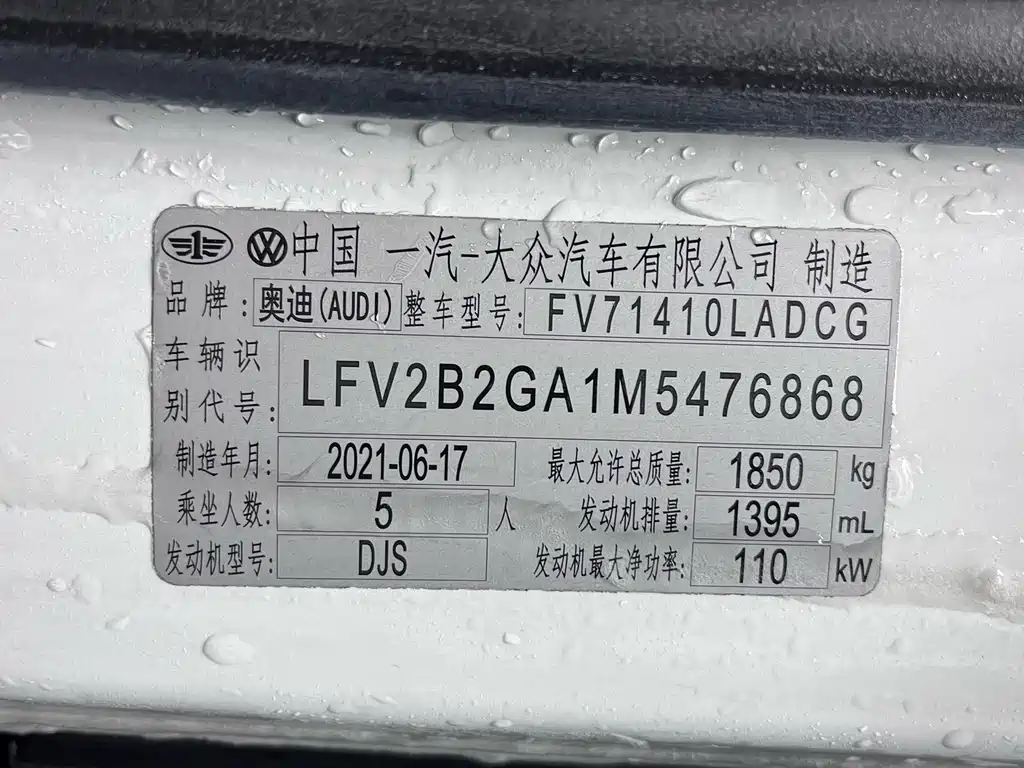 中国 一汽-大众汽车有限公司 制造
品牌: 奥迪(AUDI) 整车型号: FV71410LADCG
车辆识别代号: LFV2B2GA1M5476868
制造年月: 2021-06-17 最大允许总质量: 1850 kg
乘坐人数: 5 人 发动机排量: 1395 mL
发动机型号: DJS 发动机最大净功率: 110 kW